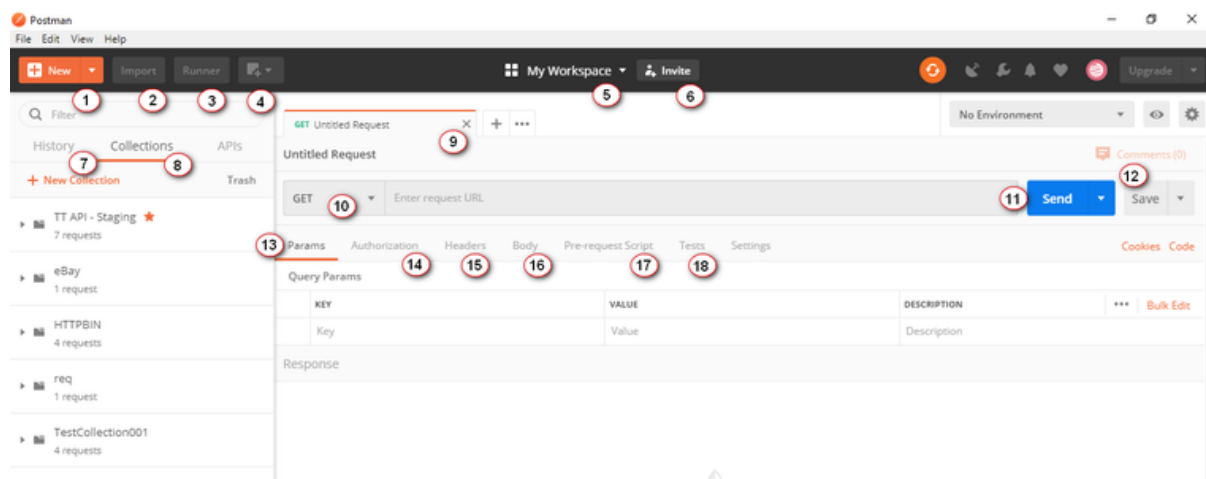 Postman
File Edit View Help
New Import Runner My Workspace Invite Upgrade
1 2 3 4 5 6
Filter
GET Untitled Request
No Environment
9
History Collections APIs
7 8
Untitled Request
Comments (0)
+ New Collection Trash
12
GET 10 Enter request URL 11 Send Save
TT API - Staging
7 requests
13 Params Authorization Headers Body Pre-request Script Tests Settings Cookies Code
14 15 16 17 18
Query Params
eBay
1 request
KEY VALUE DESCRIPTION Bulk Edit
Key Value Description
HTTPBIN
4 requests
Response
req
1 request
TestCollection001
4 requests